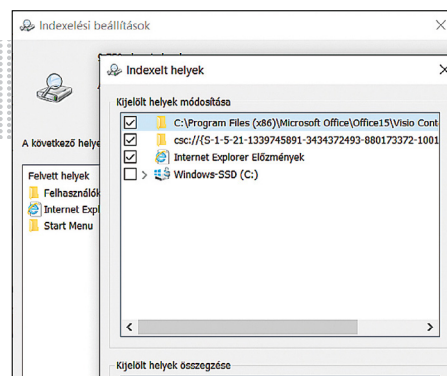 Indexelési beállítások
Indexelt helyek
Kijelölt helyek módosítása
C:\Program Files (x86)\Microsoft Office\Office15\Visio Cont
csc://{S-1-5-21-1339745891-3434372493-880173372-1001
Internet Explorer Előzmények
Windows-SSD (C:)
A következő helye
Felvett helyek
Felhasználók
Internet Expl
Start Menu
Kijelölt helyek összegzése